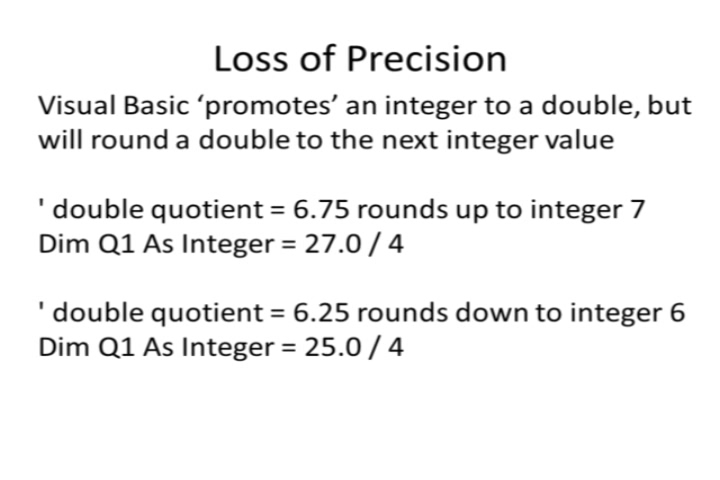 Loss of Precision
Visual Basic ‘promotes’ an integer to a double, but
will round a double to the next integer value
' double quotient = 6.75 rounds up to integer 7
Dim Q1 As Integer = 27.0 / 4
' double quotient = 6.25 rounds down to integer 6
Dim Q1 As Integer = 25.0 / 4